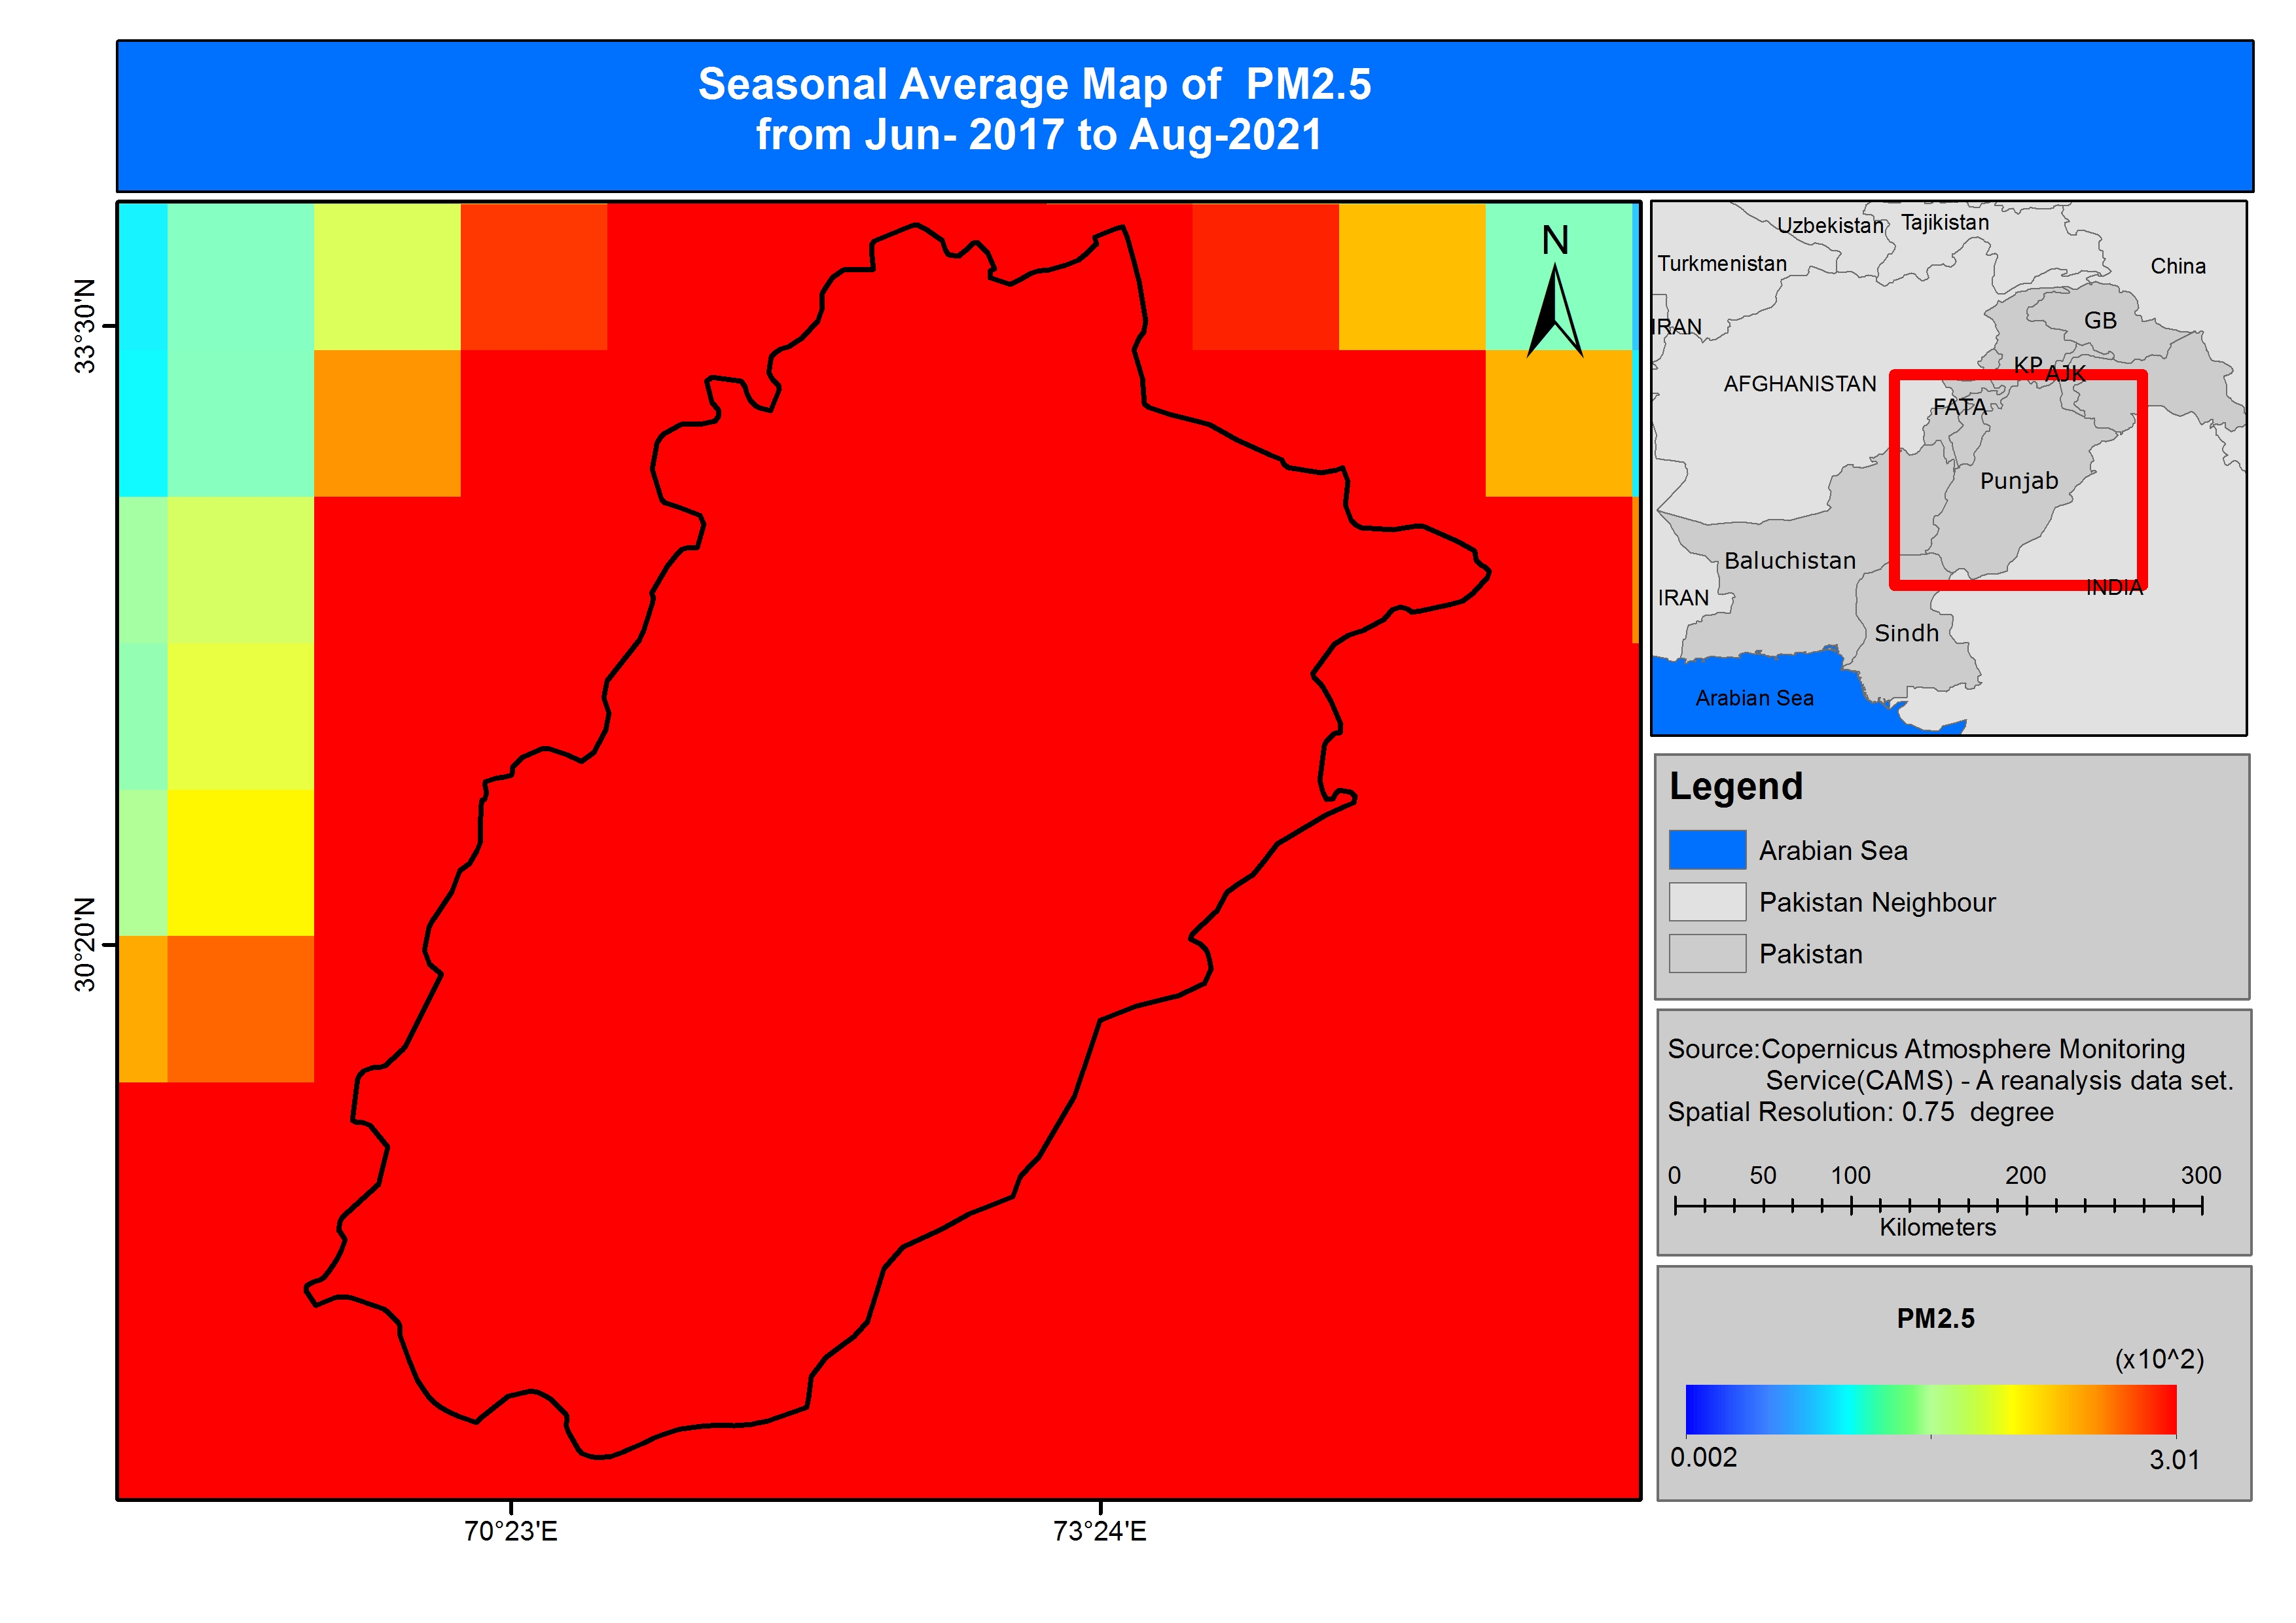 Seasonal Average Map of  PM2.5
from Jun- 2017 to Aug-2021
33°30'N
30°20'N
70°23'E
73°24'E
N
Uzbekistan
Tajikistan
Turkmenistan
China
IRAN
GB
KP
AJK
AFGHANISTAN
FATA
Punjab
Baluchistan
IRAN
INDIA
Sindh
Arabian Sea
Legend
Arabian Sea
Pakistan Neighbour
Pakistan
Source:Copernicus Atmosphere Monitoring
Service(CAMS) - A reanalysis data set.
Spatial Resolution: 0.75  degree
0 50 100 200 300
Kilometers
PM2.5
(x10^2)
0.002 3.01